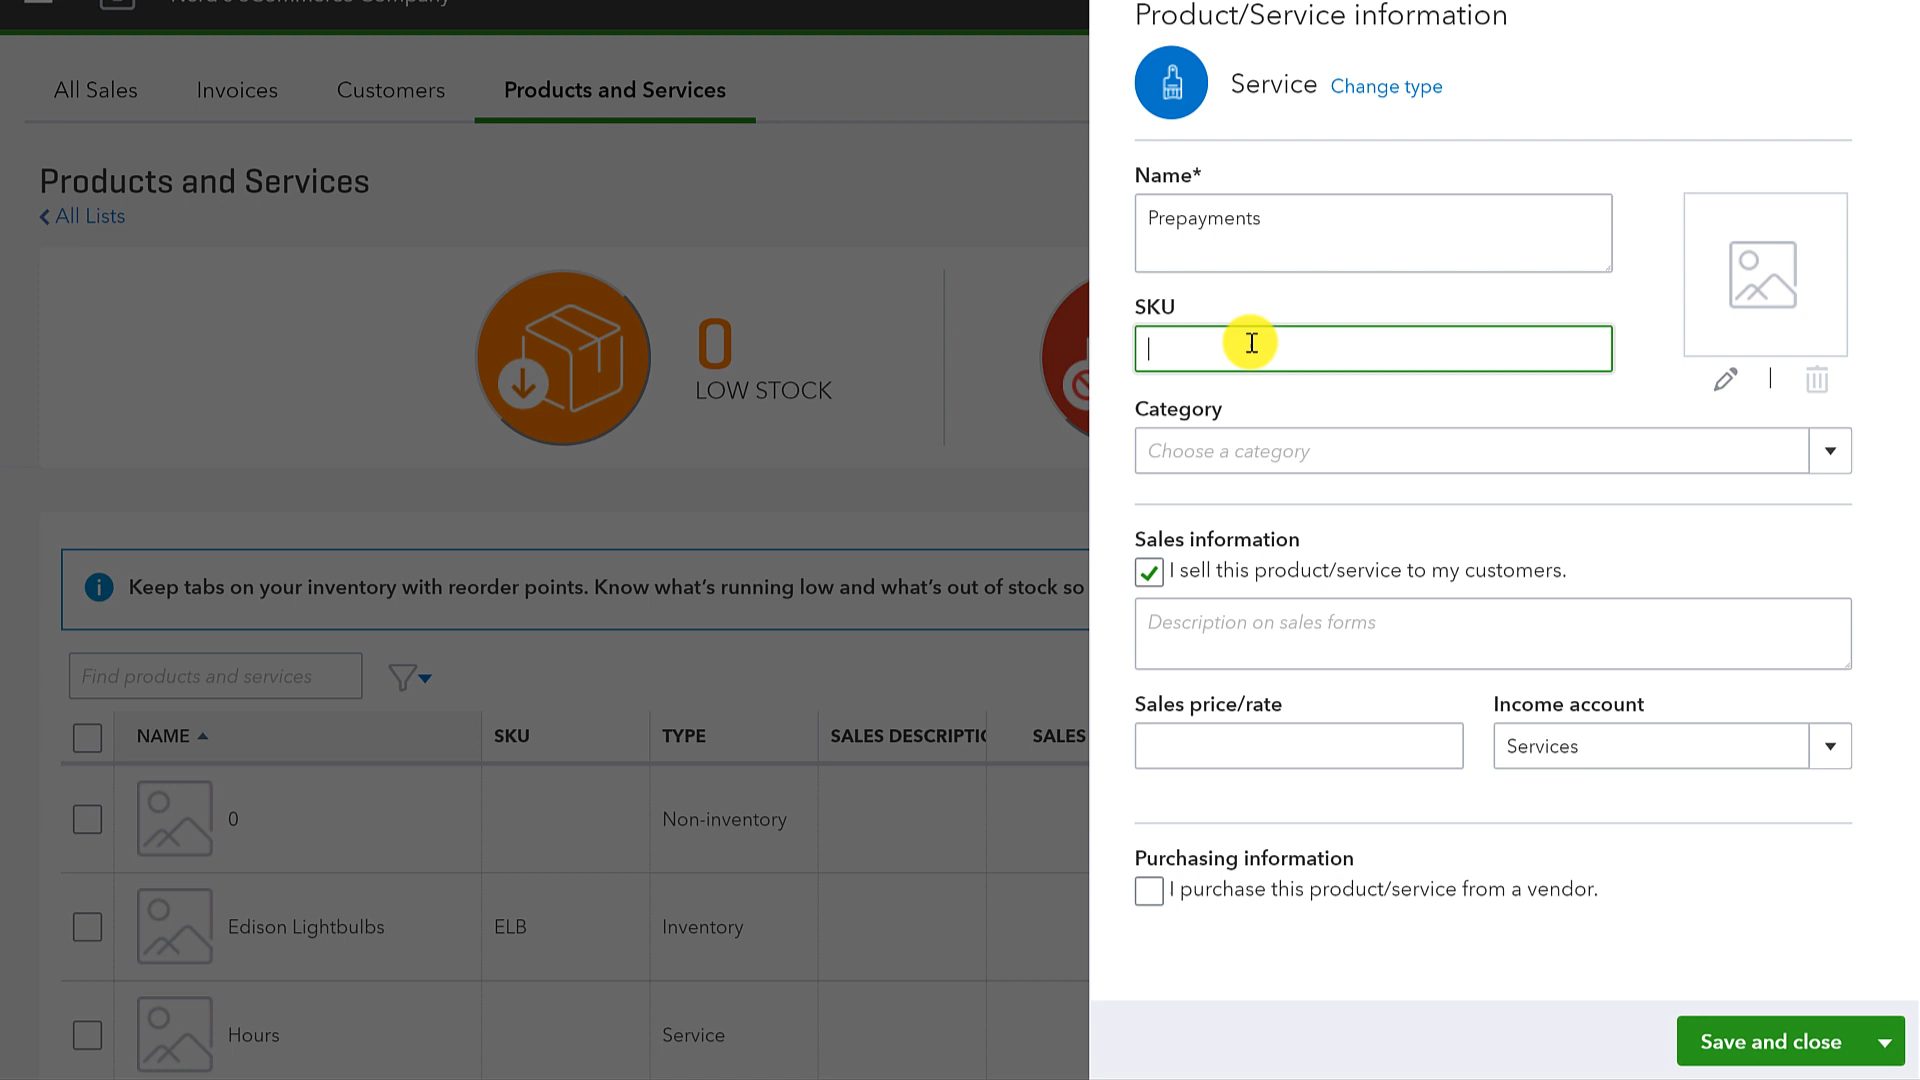 All Sales
Invoices
Customers
Products and Services
Products and Services
All Lists
0
LOW STOCK
Keep tabs on your inventory with reorder points. Know what's running low and what's out of stock so
Find products and services
NAME
SKU
TYPE
SALES DESCRIPTIO
SALES
0
Non-inventory
Edison Lightbulbs
ELB
Inventory
Hours
Service
Product/Service information
Service
Change type
Name*
Prepayments
SKU
Category
Choose a category
Sales information
I sell this product/service to my customers.
Description on sales forms
Sales price/rate
Income account
Services
Purchasing information
I purchase this product/service from a vendor.
Save and close